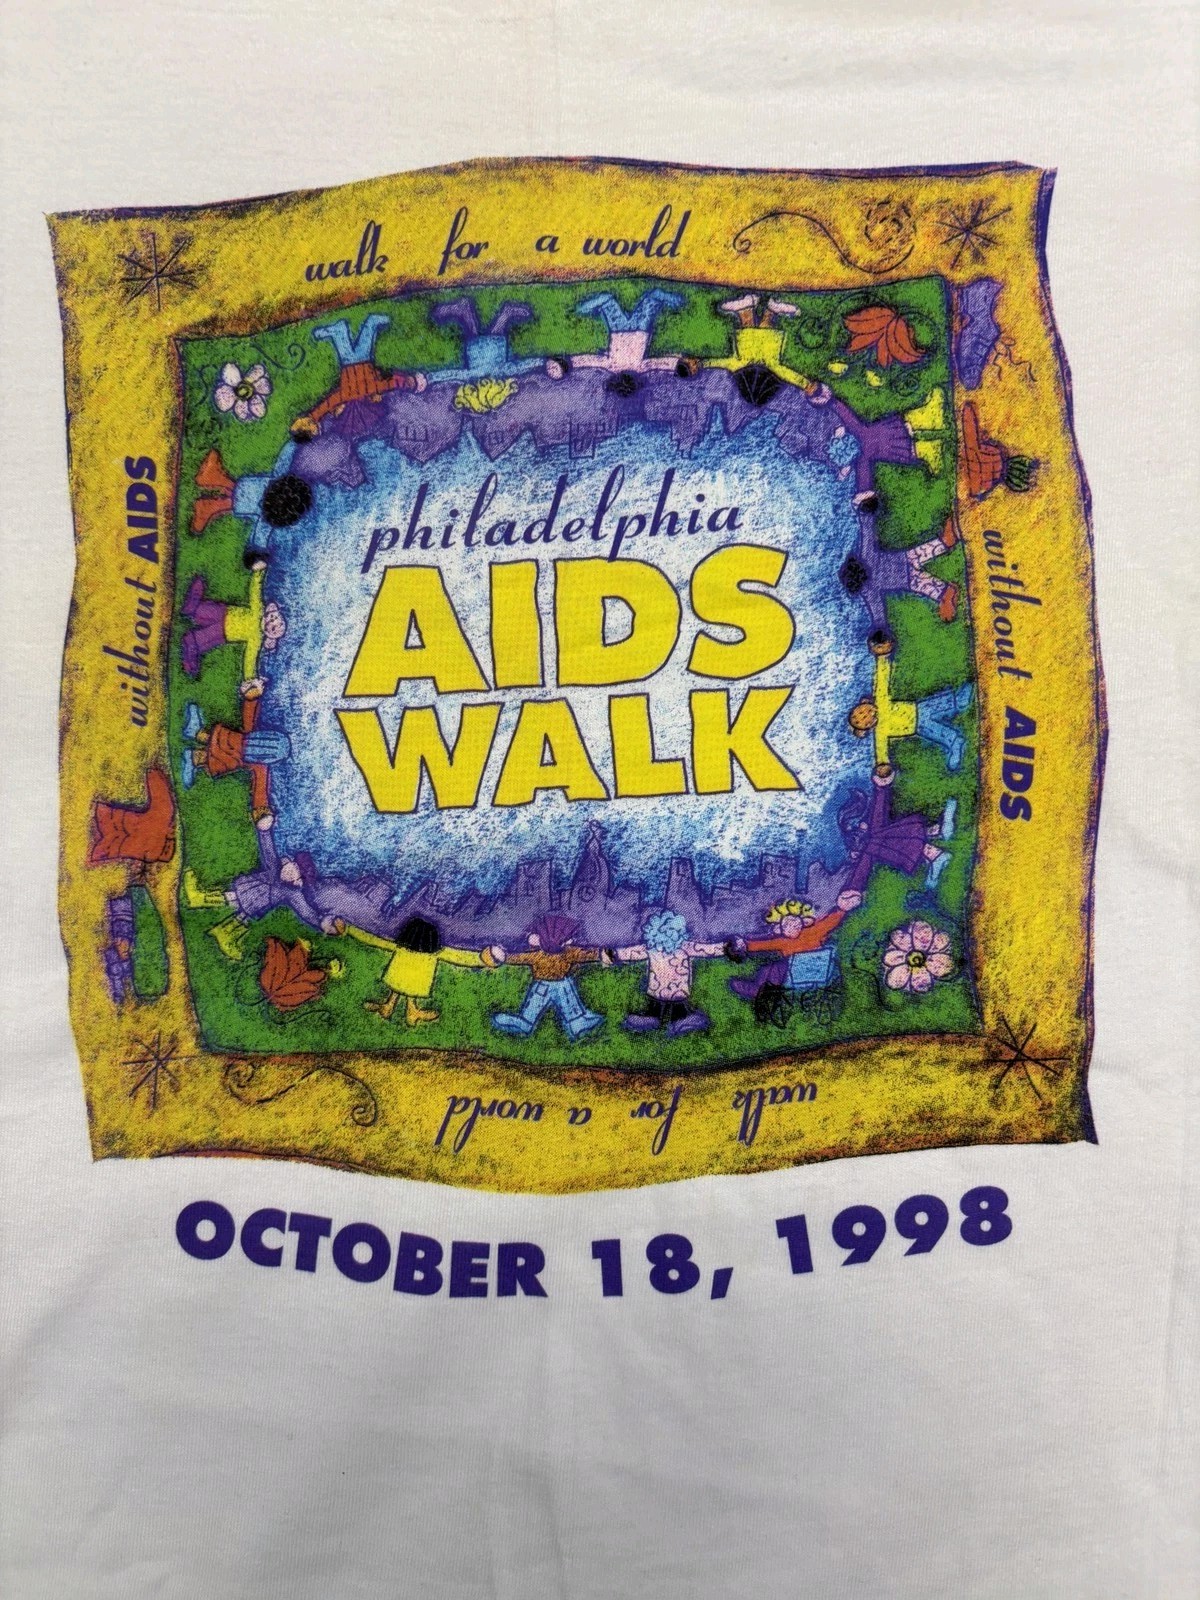 walk for a world
without AIDS
philadelphia
AIDS
WALK
without AIDS
walk for a world
OCTOBER 18, 1998